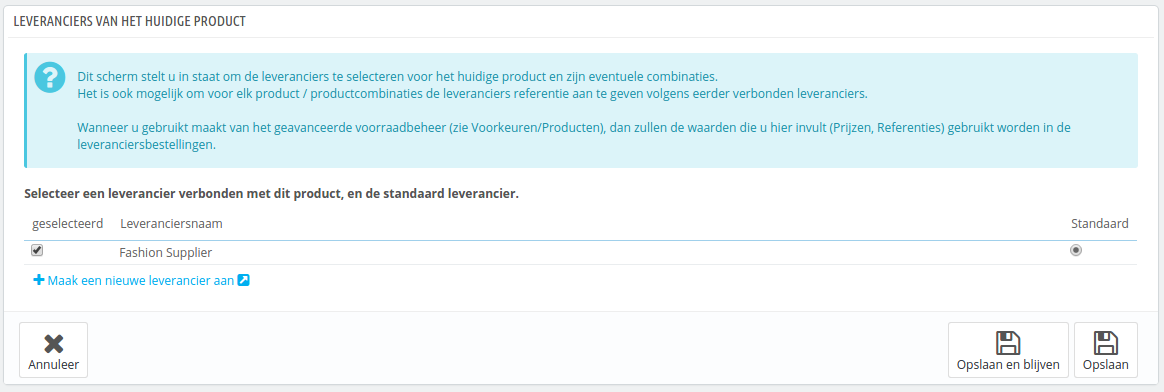 LEVERANCIERS VAN HET HUIDIGE PRODUCT
Dit scherm stelt u in staat om de leveranciers te selecteren voor het huidige product en zijn eventuele combinaties.
Het is ook mogelijk om voor elk product / productcombinaties de leveranciers referentie aan te geven volgens eerder verbonden leveranciers.
Wanneer u gebruikt maakt van het geavanceerde voorraadbeheer (zie Voorkeuren/Producten), dan zullen de waarden die u hier invult (Prijzen, Referenties) gebruikt worden in de
leveranciersbestellingen.
Selecteer een leverancier verbonden met dit product, en de standaard leverancier.
geselecteerd Leveranciersnaam Standaard
Fashion Supplier
Maak een nieuwe leverancier aan
Annuleer Opslaan en blijven Opslaan